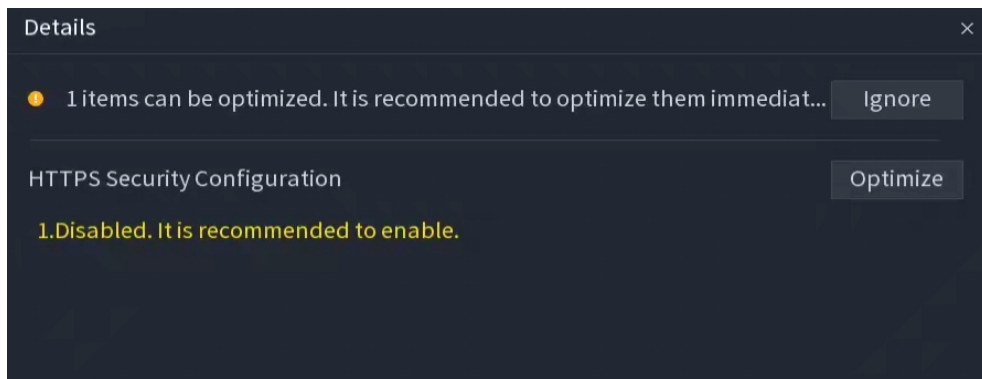 Details
1 items can be optimized. It is recommended to optimize them immediat...
Ignore
HTTPS Security Configuration
Optimize
1.Disabled. It is recommended to enable.